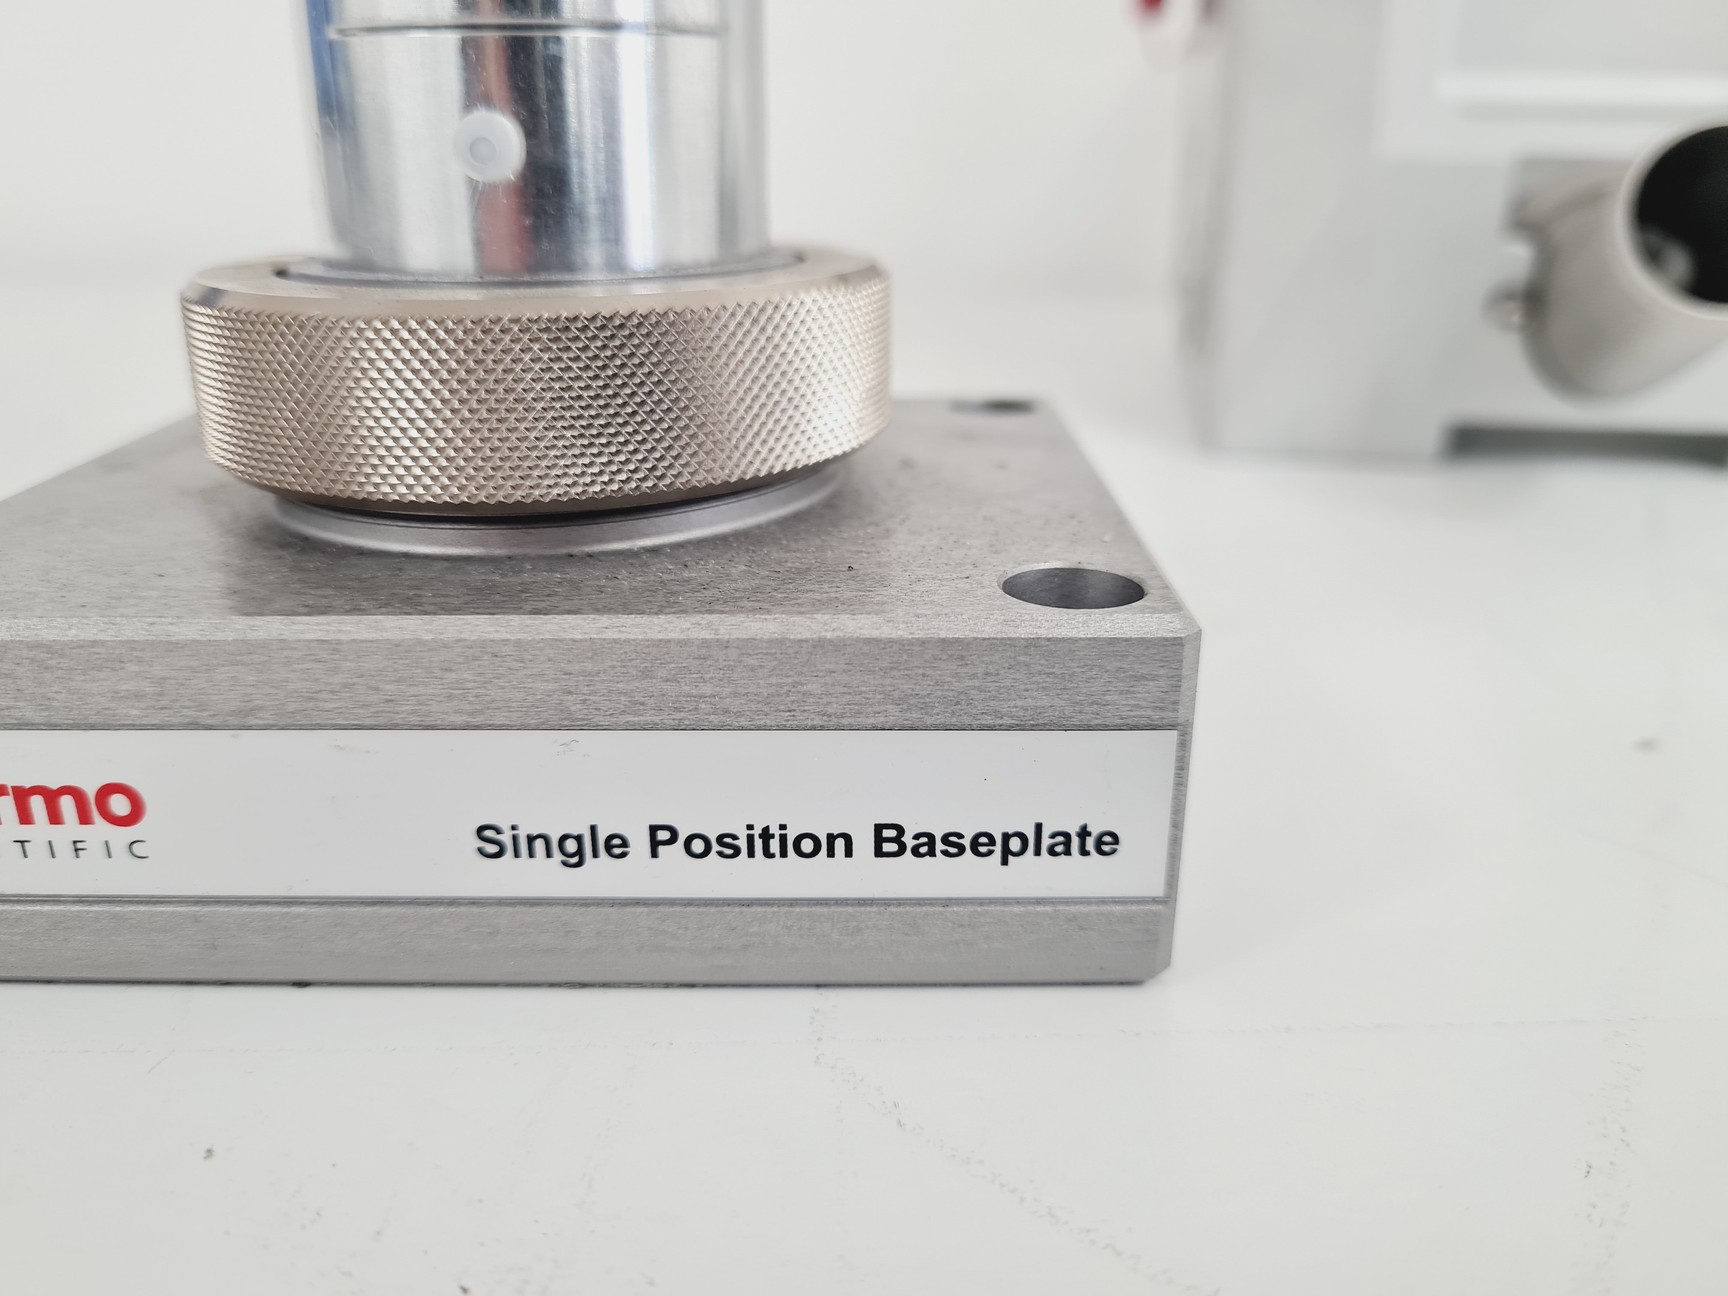 rmo
TIFIC
Single Position Baseplate